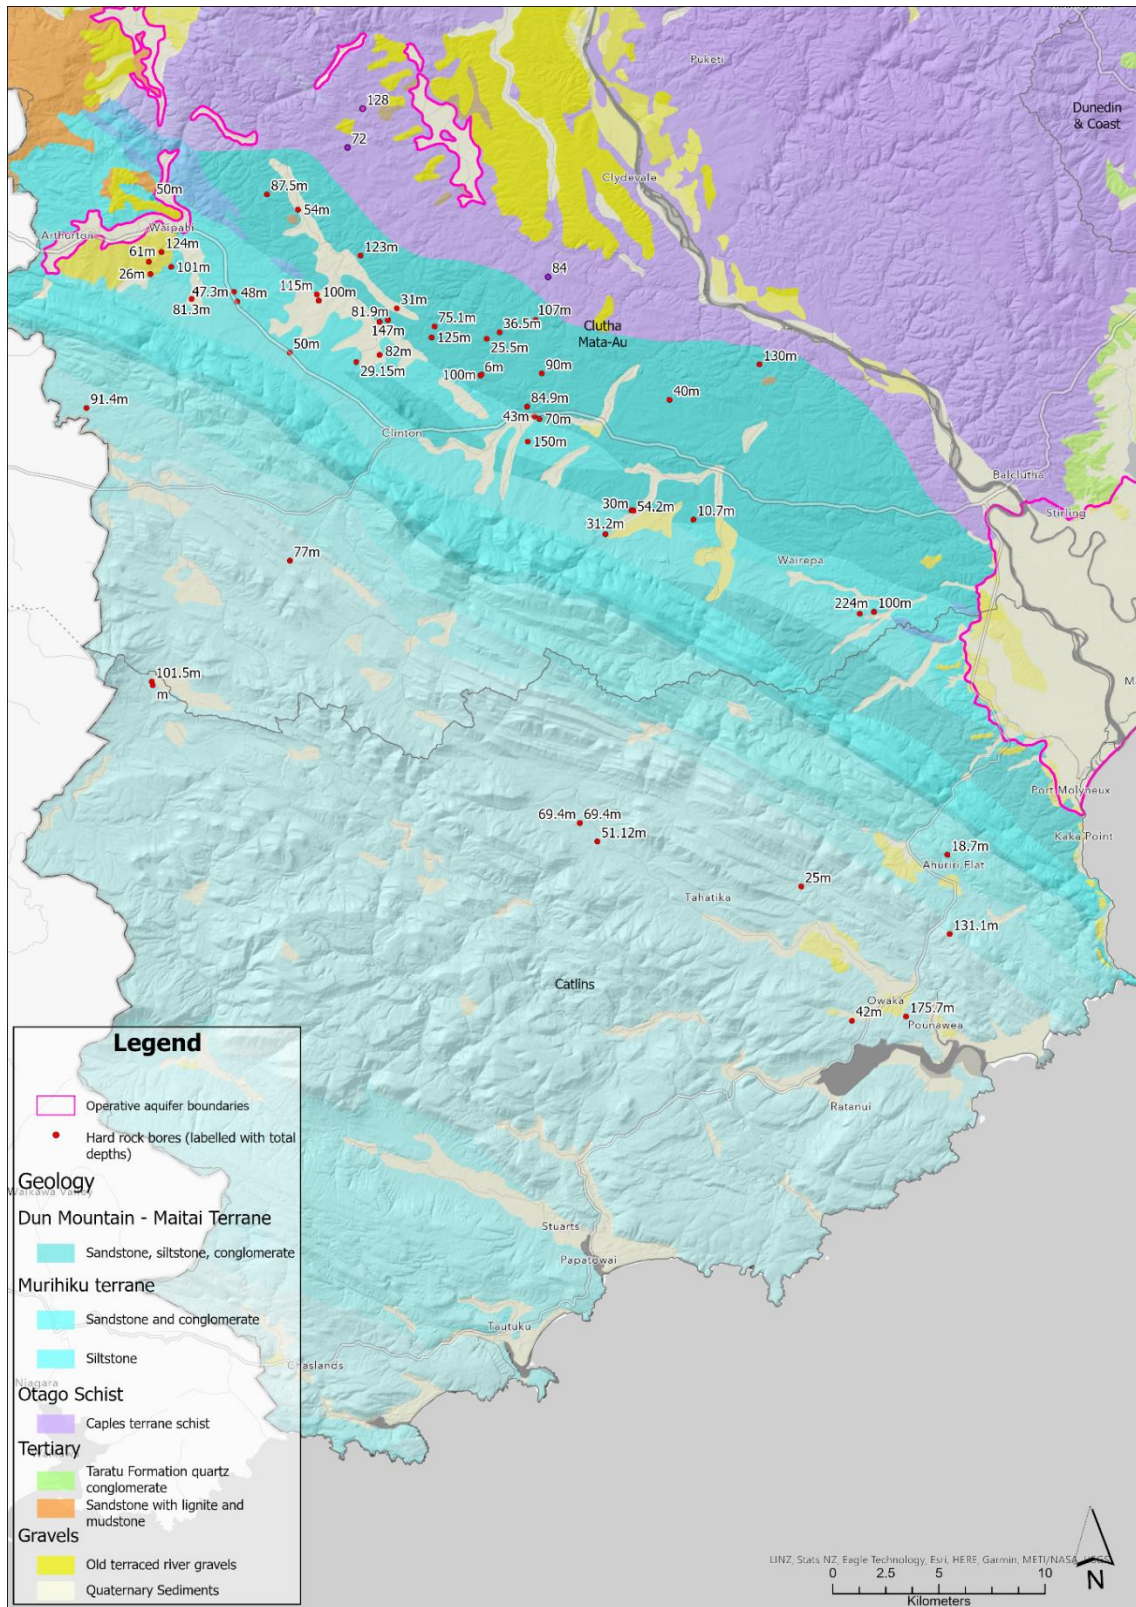 Puketi
128
Dunedin
& Coast
72
Clydevale
50m
87.5m
54m
Arthurton
Waipahi
124m
123m
61m
101m
26m
84
47.3m
48m
115m
100m
81.3m
31m
107m
81.9m
75.1m
36.5m
Clutha
Mata-Au
147m
125m
25.5m
50m
82m
130m
29.15m
100m
6m
90m
91.4m
84.9m
40m
43m
70m
Clinton
150m
Balclutha
30m
54.2m
10.7m
Stirling
31.2m
77m
Wairepa
224m
100m
101.5m
m
M
Port Molyneux
69.4m
69.4m
51.12m
Kaka Point
18.7m
Ahuriri Flat
25m
Tahatika
131.1m
Catlins
Owaka
175.7m
42m
Pounawea
Ratanui
Stuarts
Papatowai
Tautuku
Chaslands
Waikawa Valley
Niagara
Legend
Operative aquifer boundaries
Hard rock bores (labelled with total
depths)
Geology
Dun Mountain - Maitai Terrane
Sandstone, siltstone, conglomerate
Murihiku terrane
Sandstone and conglomerate
Siltstone
Otago Schist
Caples terrane schist
Tertiary
Taratu Formation quartz
conglomerate
Sandstone with lignite and
mudstone
Gravels
Old terraced river gravels
Quaternary Sediments
LINZ, Stats NZ, Eagle Technology, Esri, HERE, Garmin, METI/NASA, USGS
N
0 2.5 5 10
Kilometers